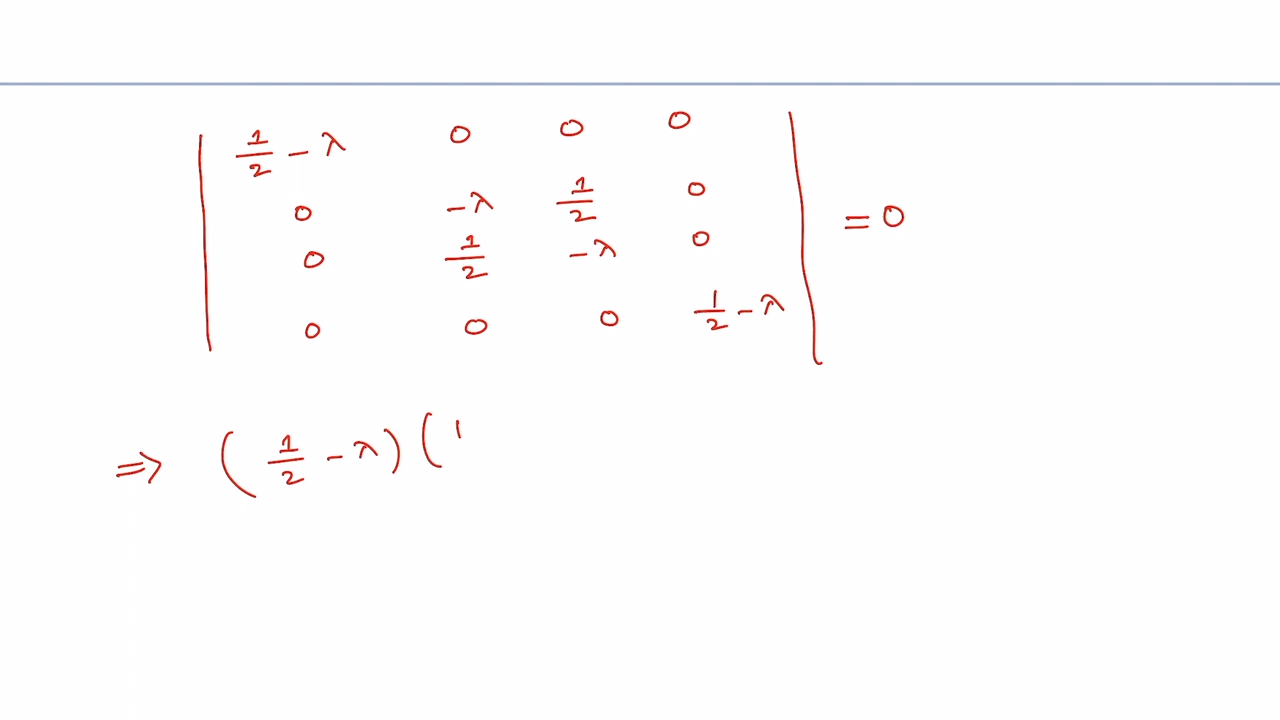 | 1/2 − λ 0 0 0 |
| 0 −λ 1/2 0 | = 0
| 0 1/2 −λ 0 |
| 0 0 0 1/2 − λ |
⇒ ( 1/2 − λ ) ( 1